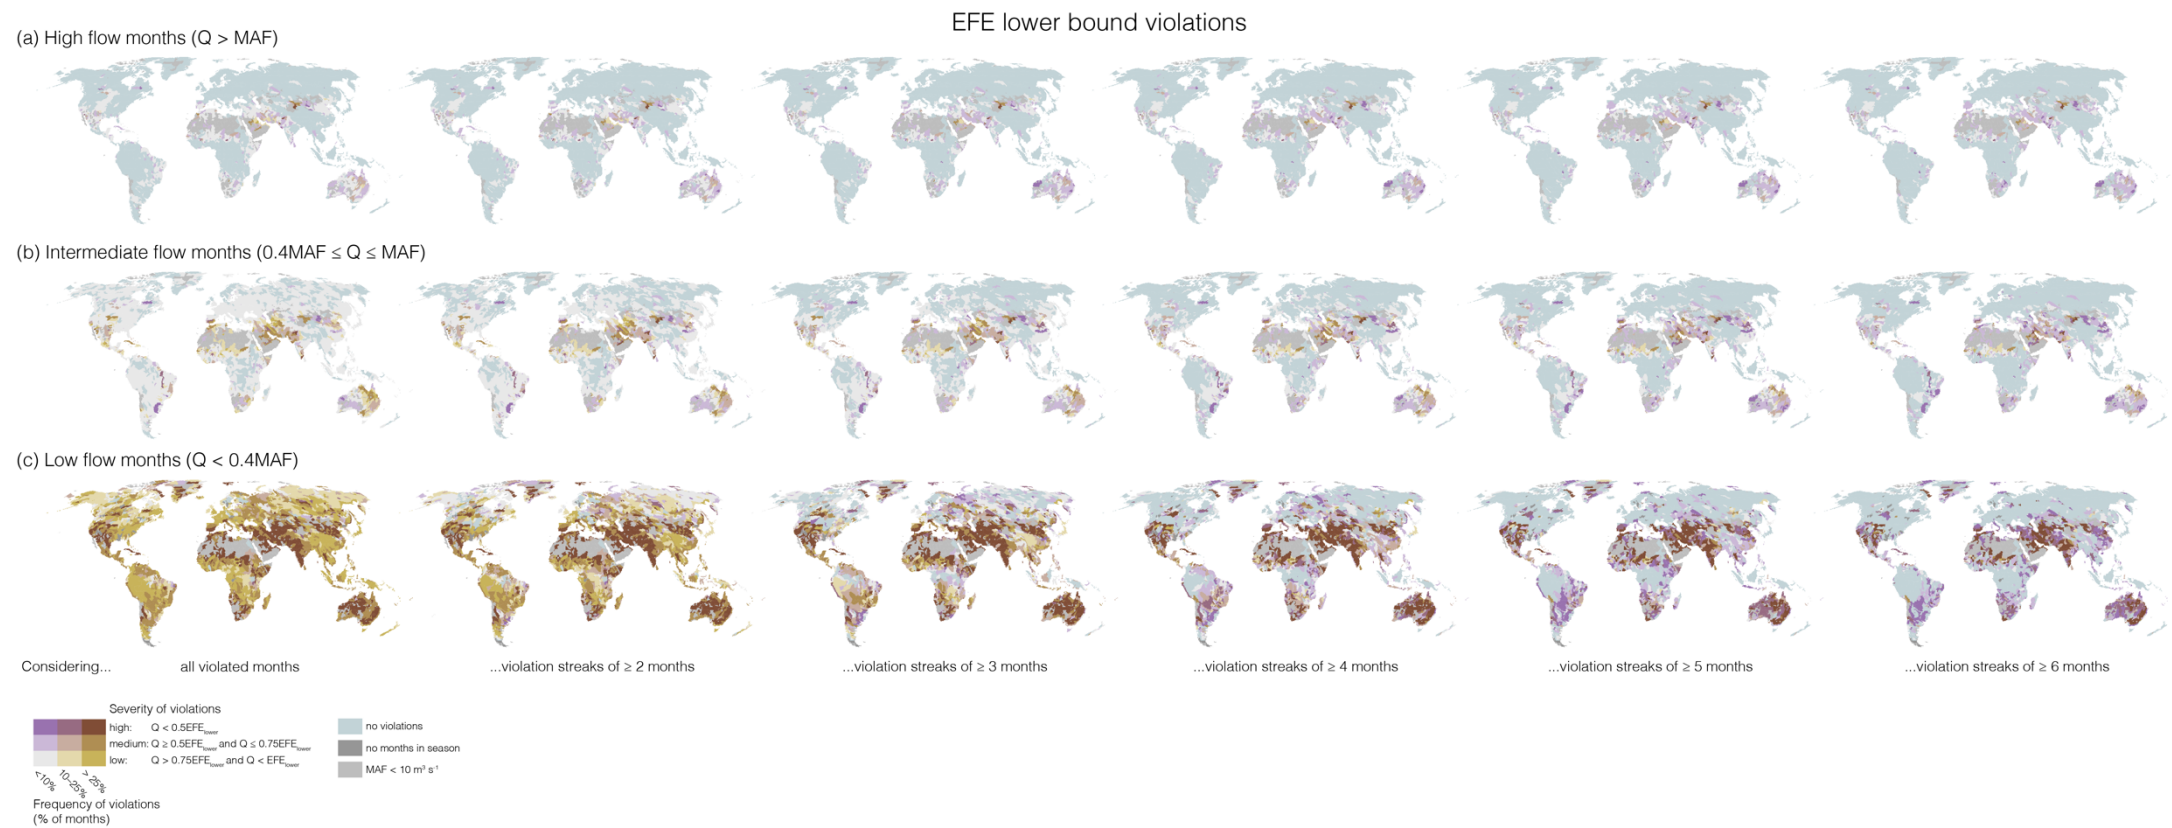 EFE lower bound violations
(a) High flow months (Q > MAF)
(b) Intermediate flow months (0.4MAF ≤ Q ≤ MAF)
(c) Low flow months (Q < 0.4MAF)
Considering... all violated months ...violation streaks of ≥ 2 months ...violation streaks of ≥ 3 months ...violation streaks of ≥ 4 months ...violation streaks of ≥ 5 months ...violation streaks of ≥ 6 months
Severity of violations
high: Q < 0.5EFElower
medium: Q ≥ 0.5EFElower and Q ≤ 0.75EFElower
low: Q > 0.75EFElower and Q < EFElower
<10% 10–25% > 25%
Frequency of violations
(% of months)
no violations
no months in season
MAF < 10 m³ s⁻¹